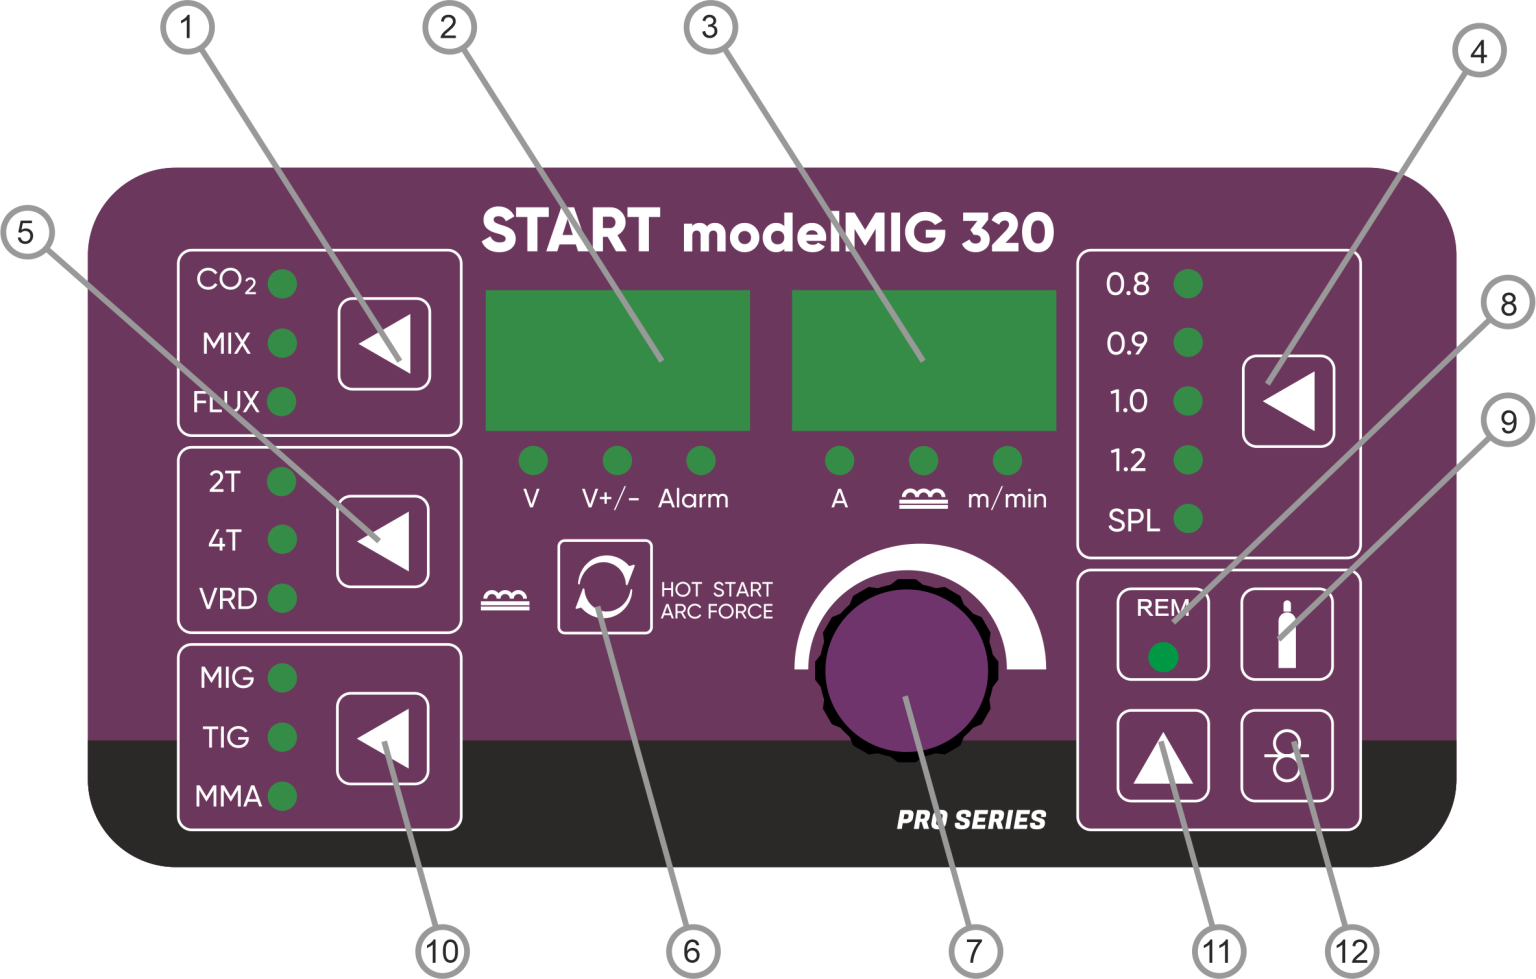 1
2
3
4
5
START modelMIG 320
CO₂
MIX
FLUX
0.8
0.9
1.0
1.2
SPL
8
9
V V+/- Alarm
A m/min
2T
4T
VRD
HOT START
ARC FORCE
REM
MIG
TIG
MMA
PRO SERIES
10
6
7
11
12